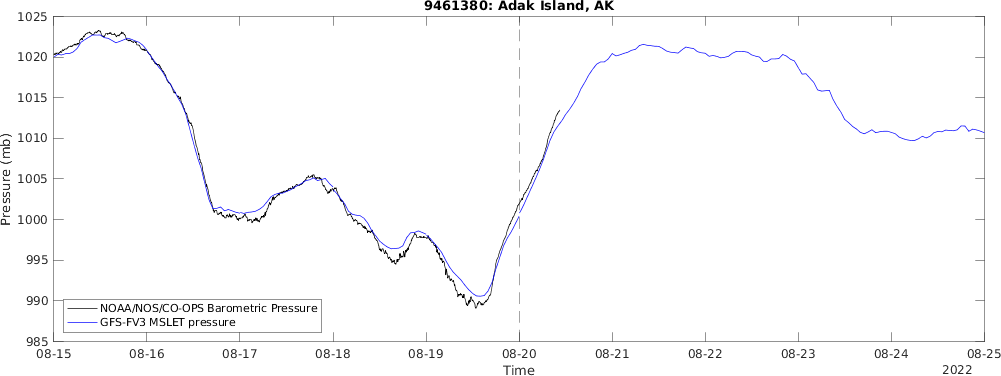 9461380: Adak Island, AK
1025
1020
1015
1010
1005
1000
995
990
985
Pressure (mb)
NOAA/NOS/CO-OPS Barometric Pressure
GFS-FV3 MSLET pressure
08-15 08-16 08-17 08-18 08-19 08-20 08-21 08-22 08-23 08-24 08-25
Time
2022